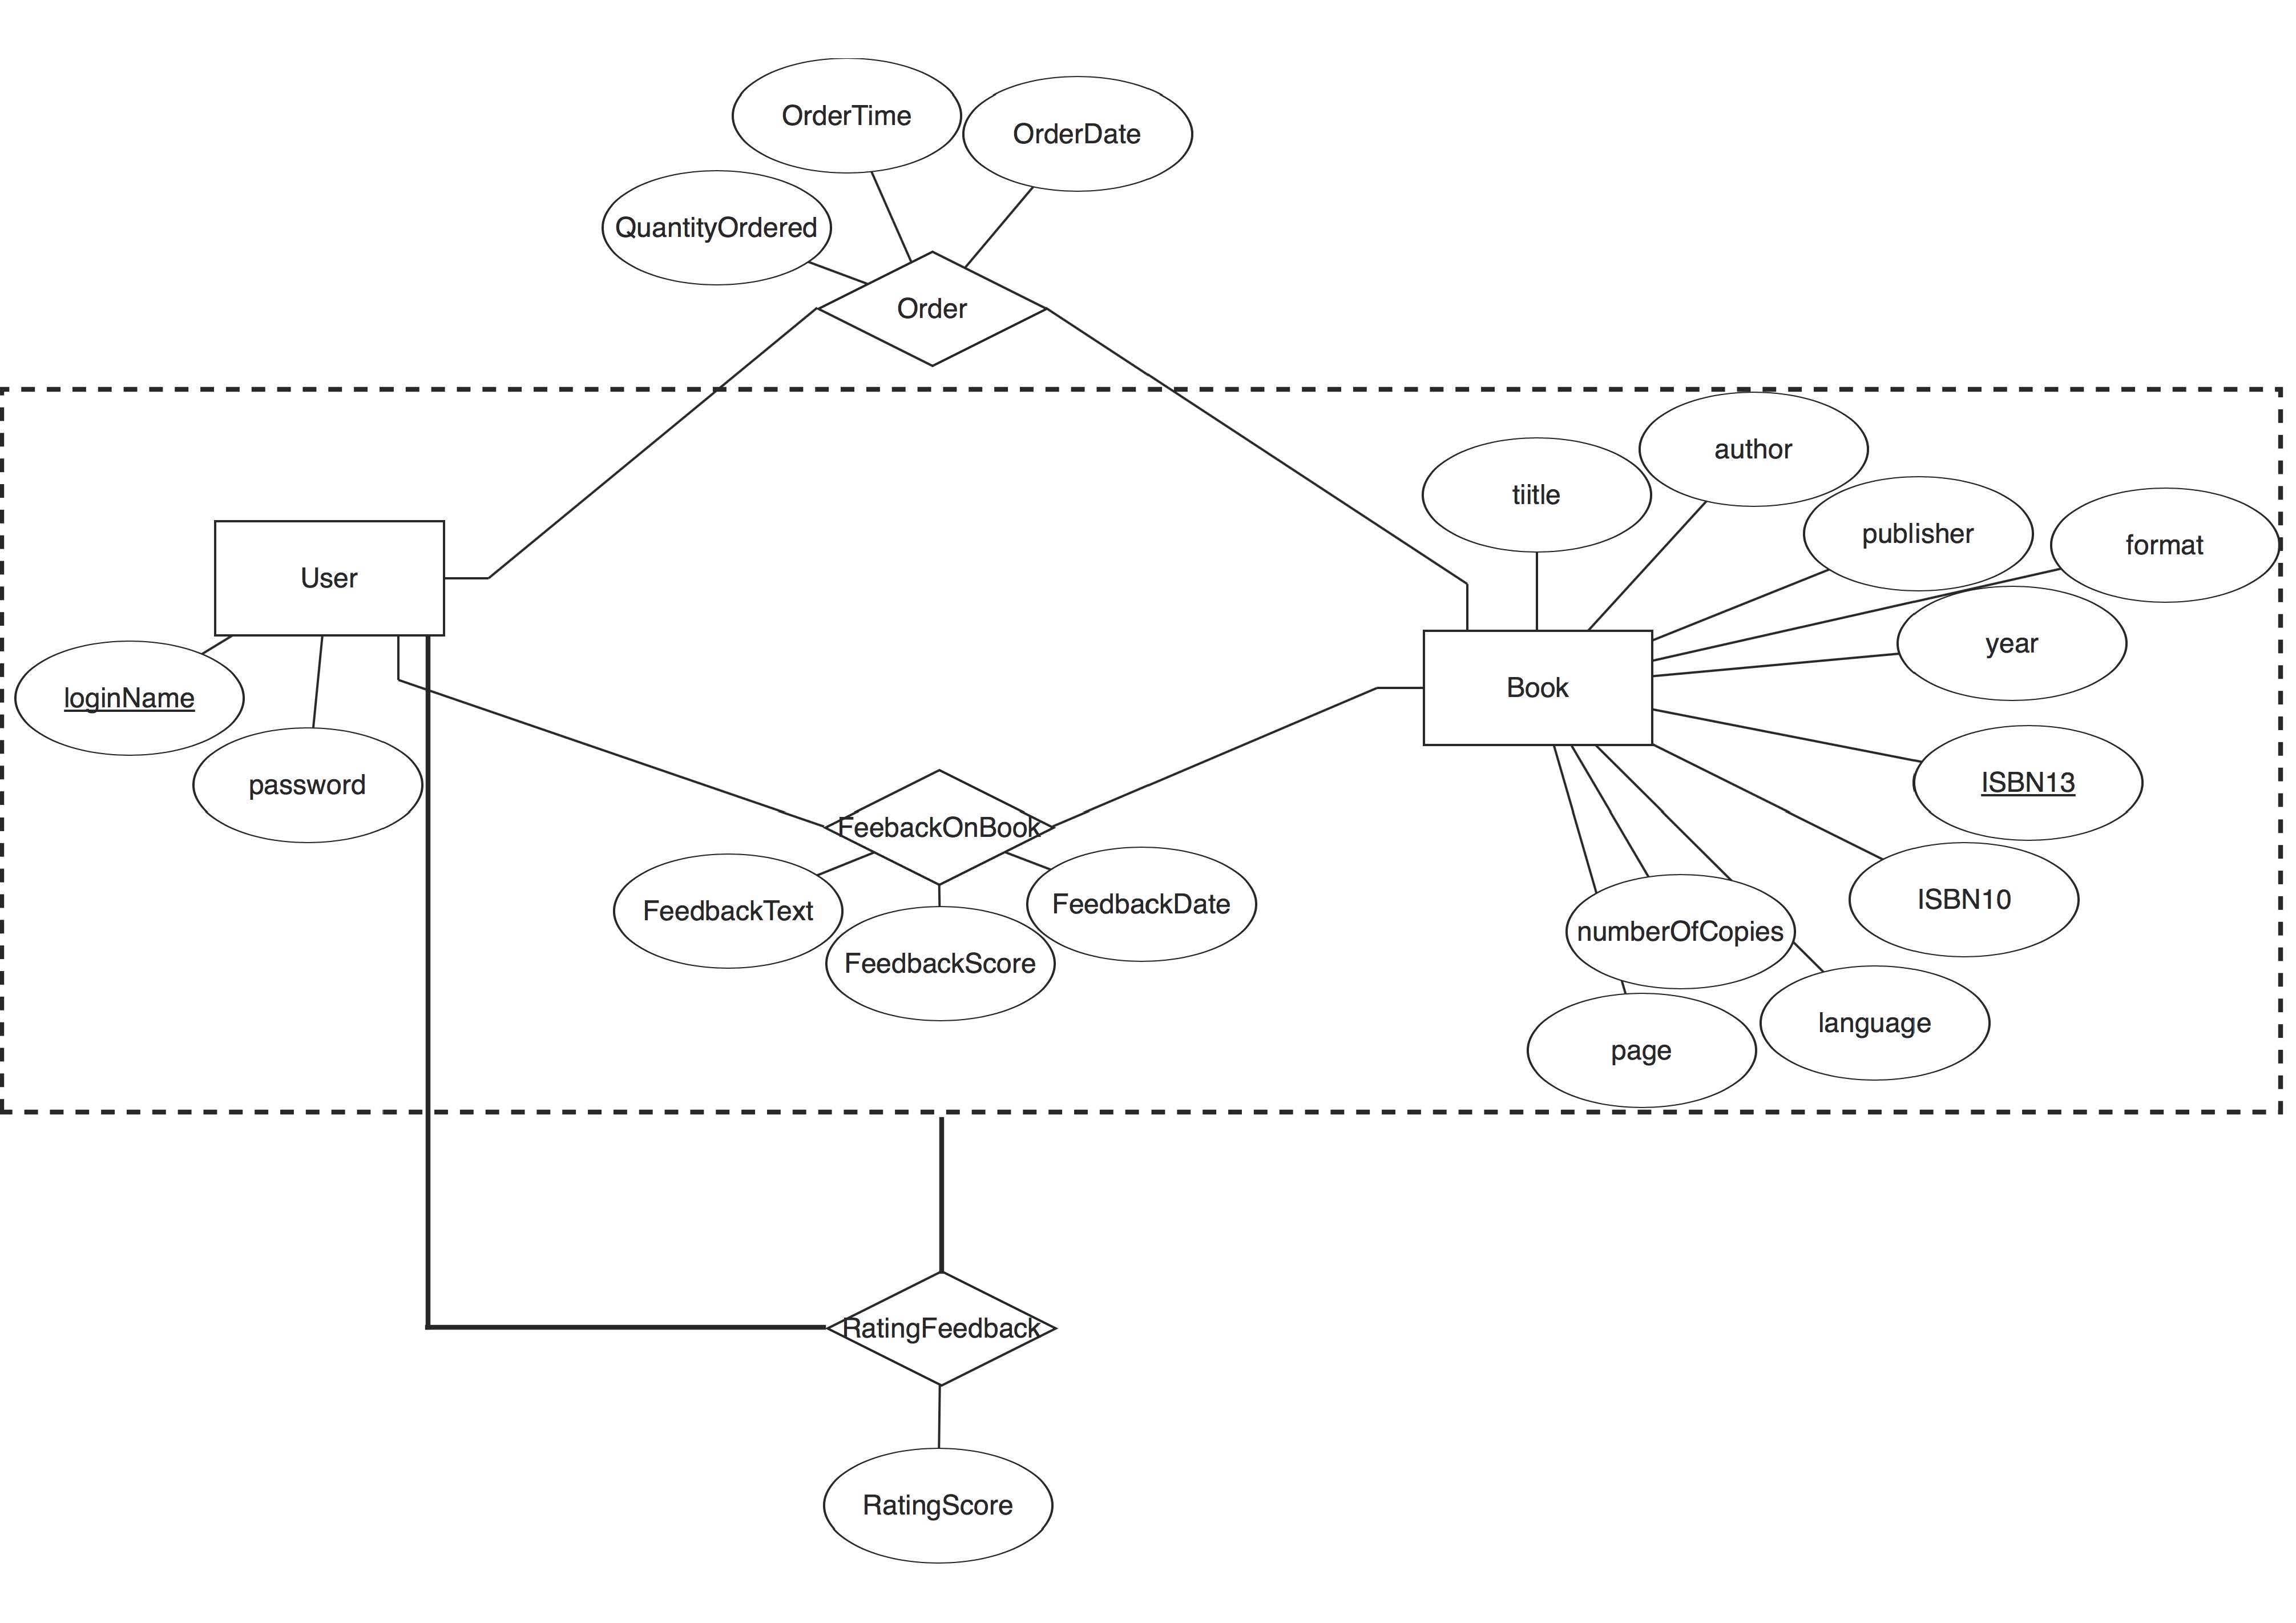 OrderTime
OrderDate
QuantityOrdered
Order
author
tiitle
publisher
format
User
year
Book
loginName
password
ISBN13
FeebackOnBook
ISBN10
FeedbackText
FeedbackDate
numberOfCopies
FeedbackScore
language
page
RatingFeedback
RatingScore